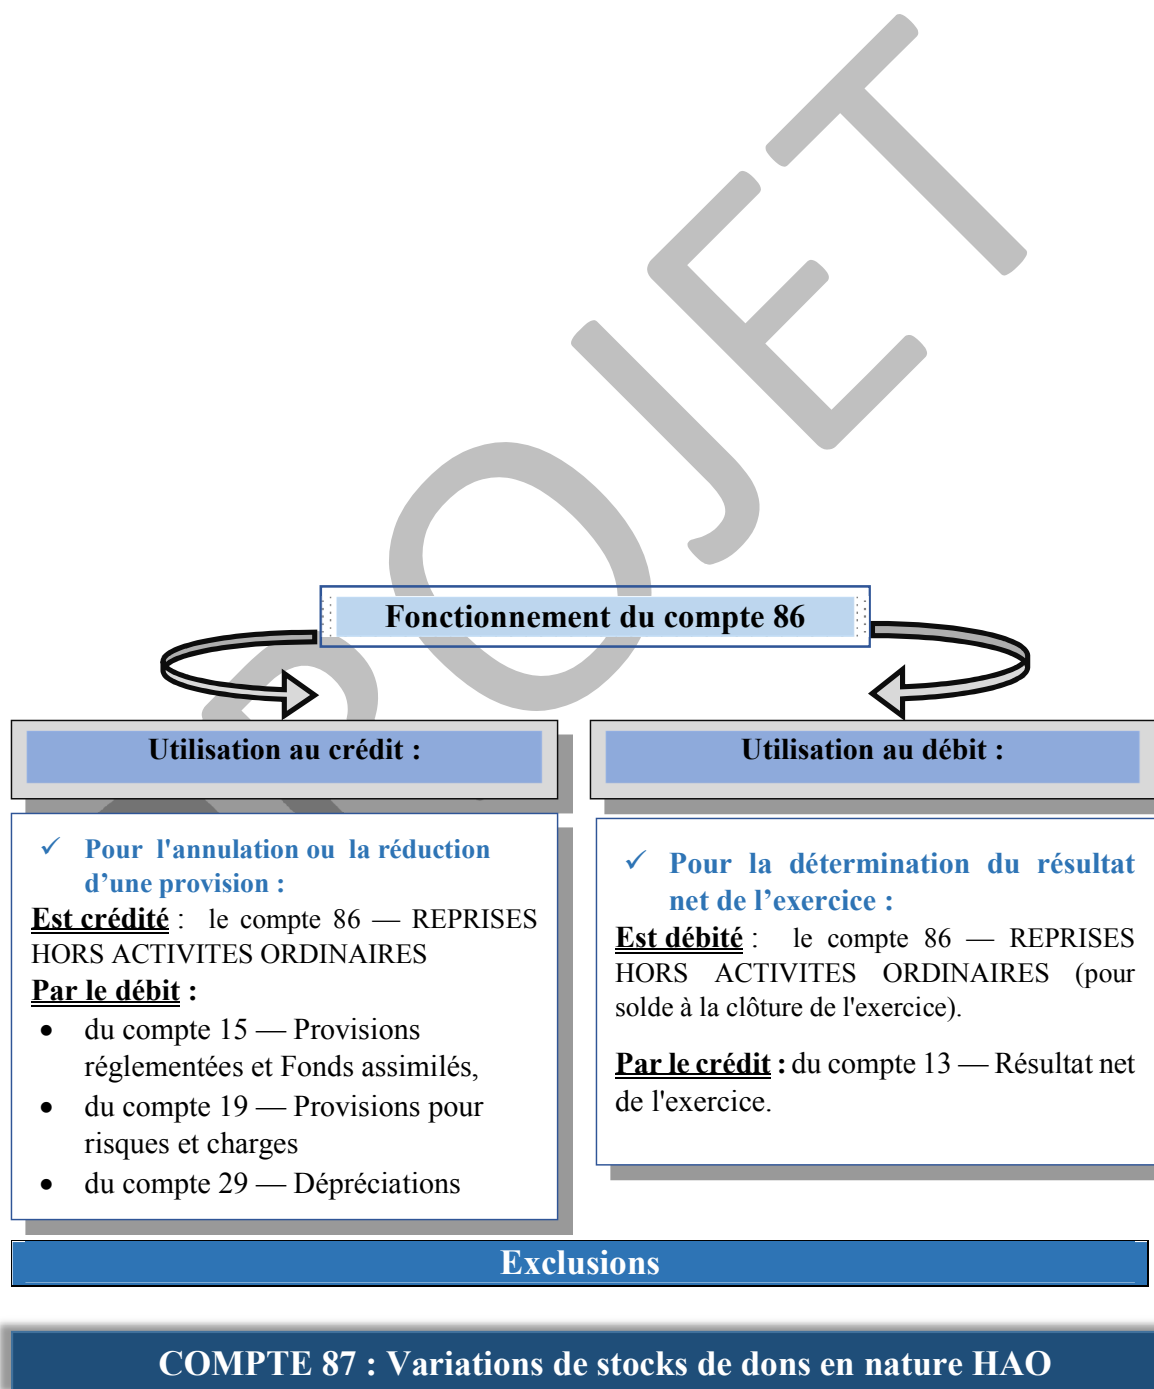 PROJET
Fonctionnement du compte 86
Utilisation au crédit :
✓ Pour l'annulation ou la réduction
d’une provision :
Est crédité : le compte 86 — REPRISES
HORS ACTIVITES ORDINAIRES
Par le débit :
• du compte 15 — Provisions
réglementées et Fonds assimilés,
• du compte 19 — Provisions pour
risques et charges
• du compte 29 — Dépréciations
Utilisation au débit :
✓ Pour la détermination du résultat
net de l’exercice :
Est débité : le compte 86 — REPRISES
HORS ACTIVITES ORDINAIRES (pour
solde à la clôture de l'exercice).
Par le crédit : du compte 13 — Résultat net
de l'exercice.
Exclusions
COMPTE 87 : Variations de stocks de dons en nature HAO